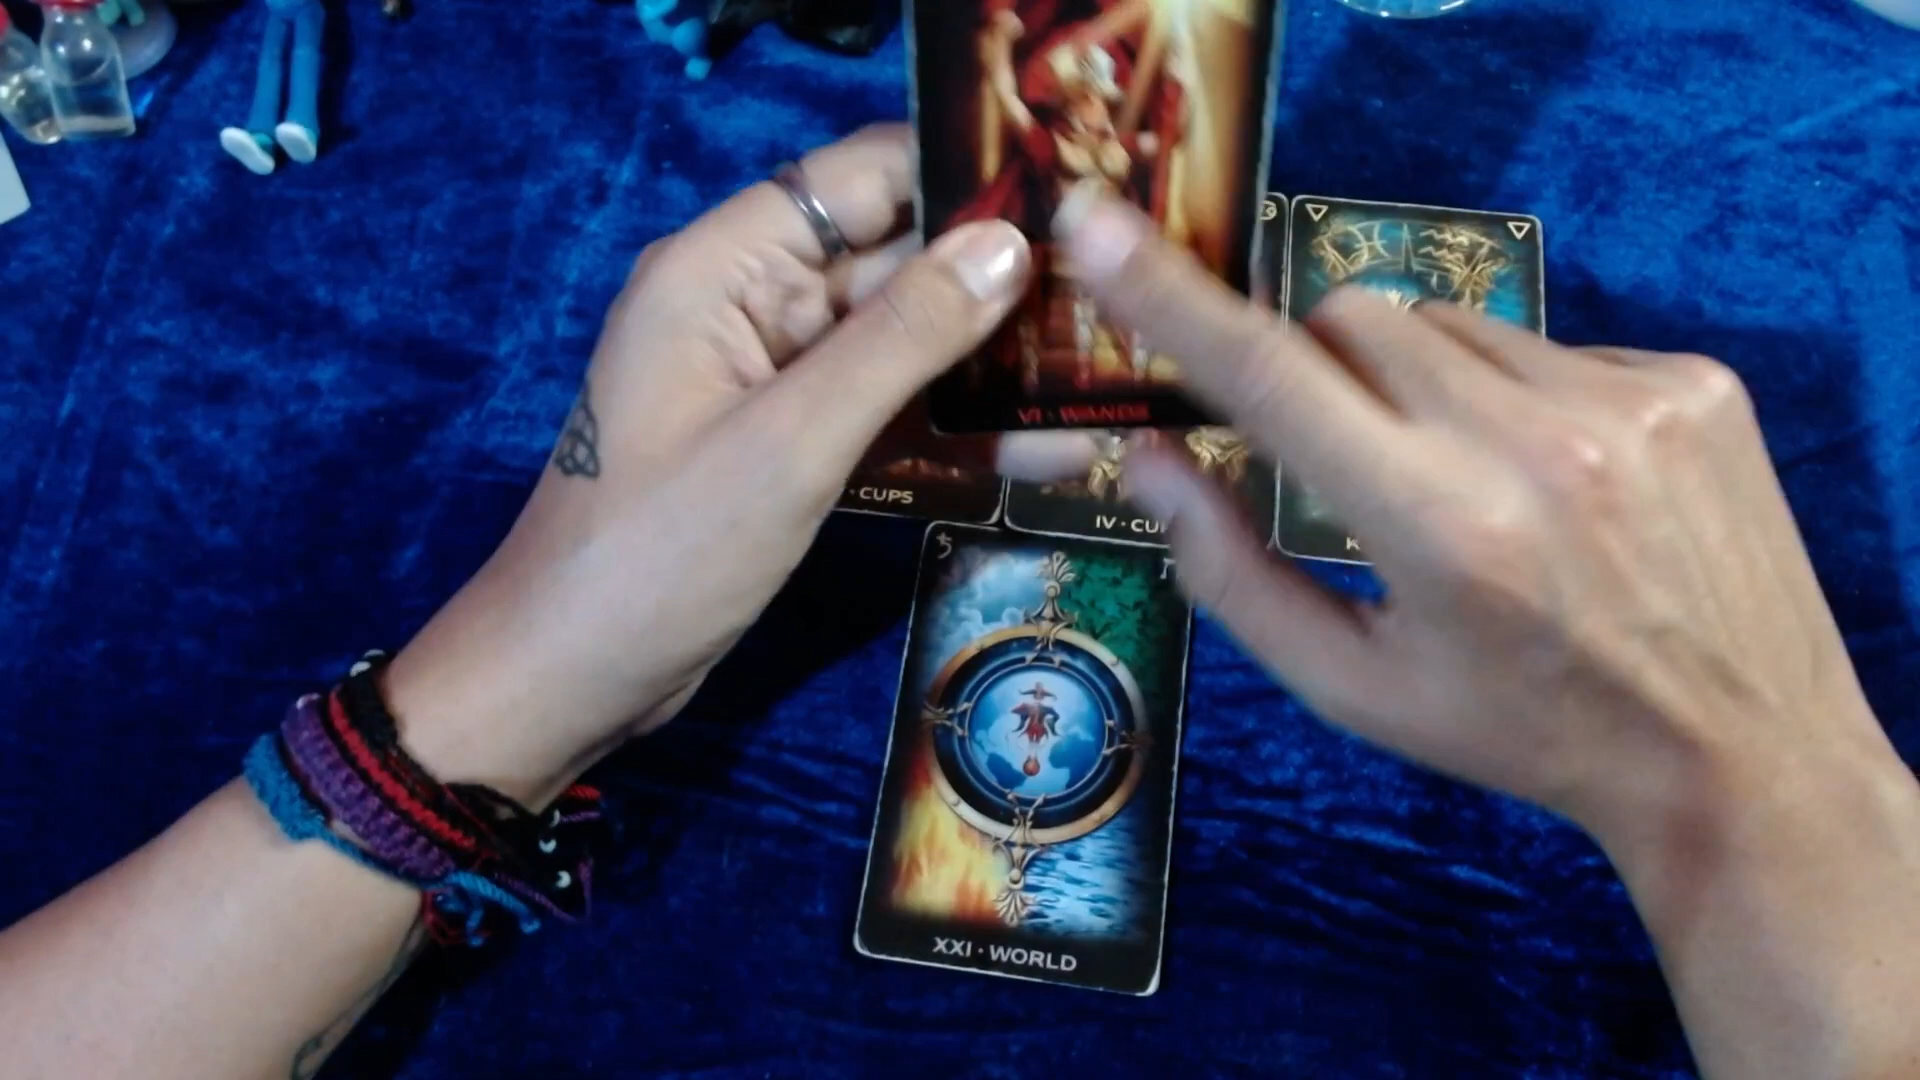 VI · WANDS
· CUPS
IV · CU
K
XXI · WORLD